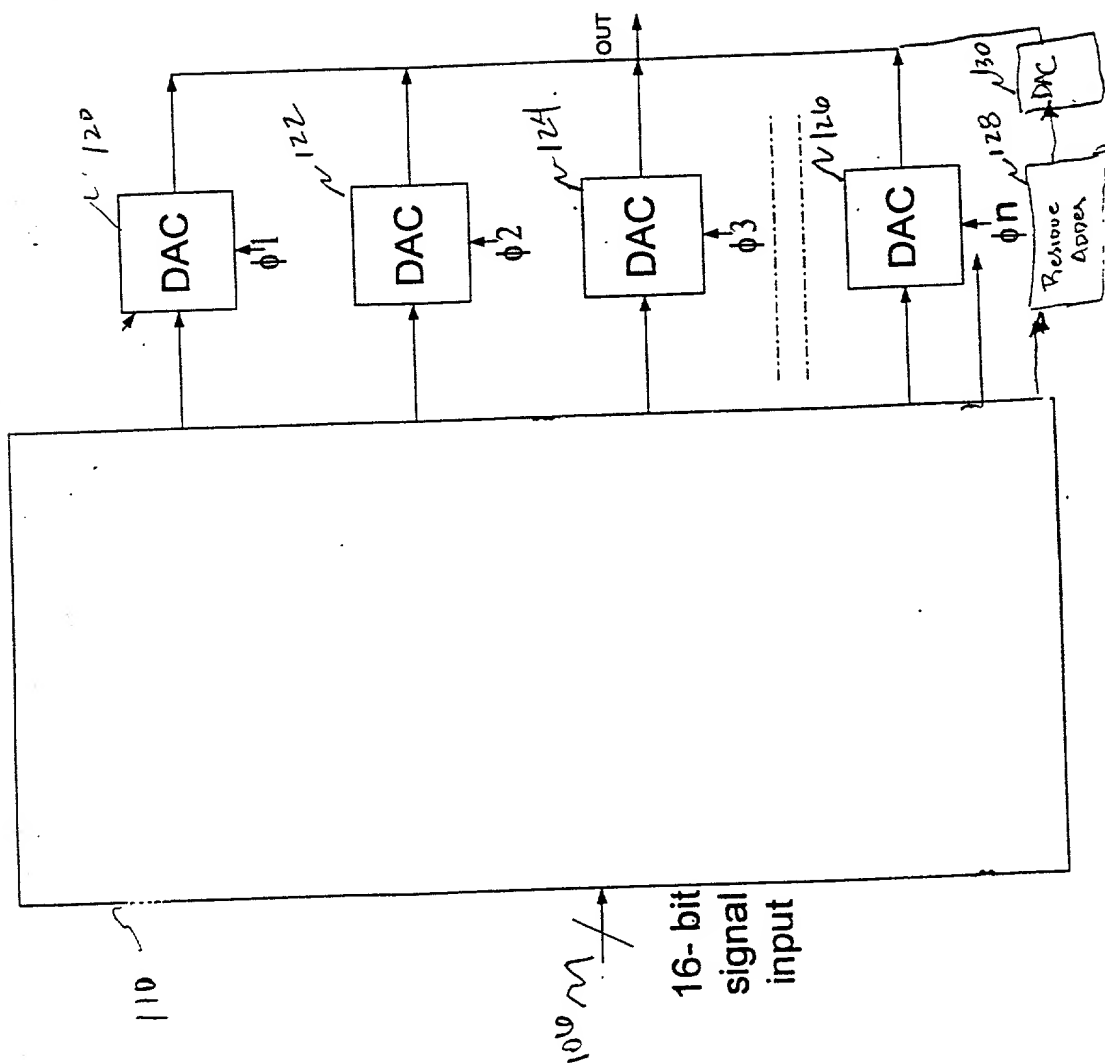 120
DAC
ϕ1
122
DAC
ϕ2
124
DAC
ϕ3
126
DAC
ϕn
128
Residue
Adder
130
DAC
OUT
110
106
16-bit
signal
input